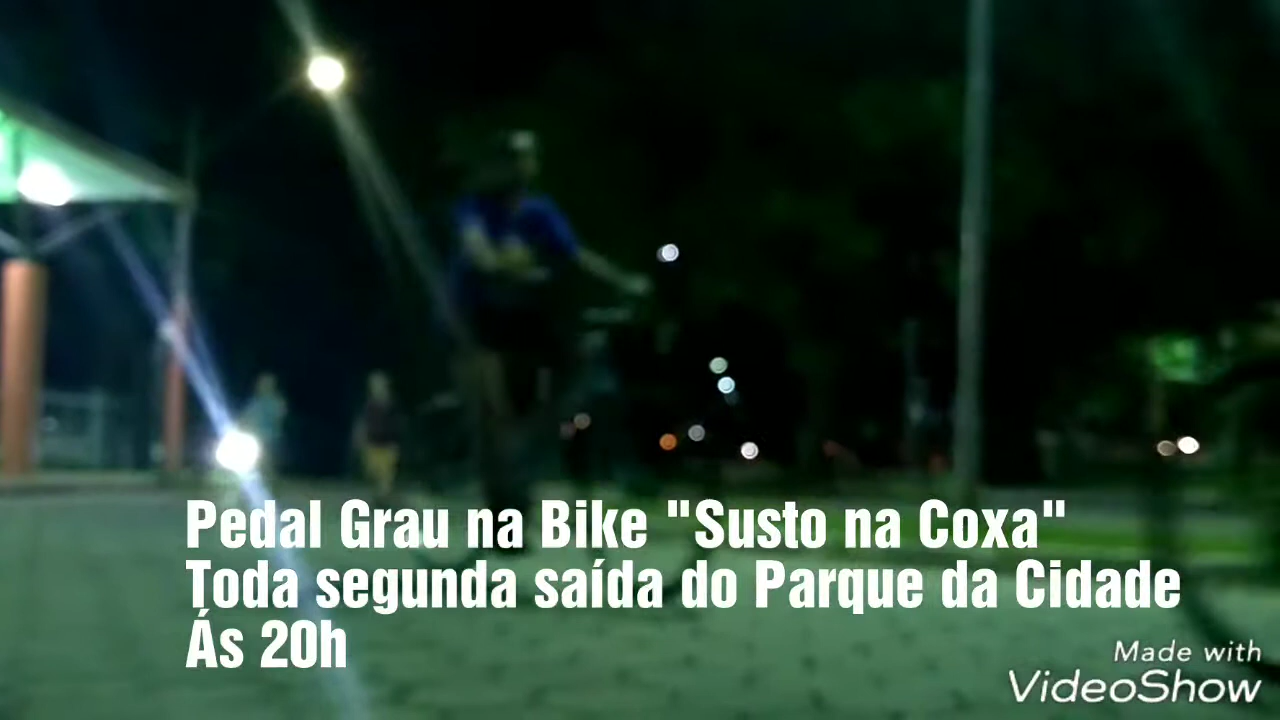 Pedal Grau na Bike "Susto na Coxa"
Toda segunda saída do Parque da Cidade
Ás 20h
Made with
VideoShow